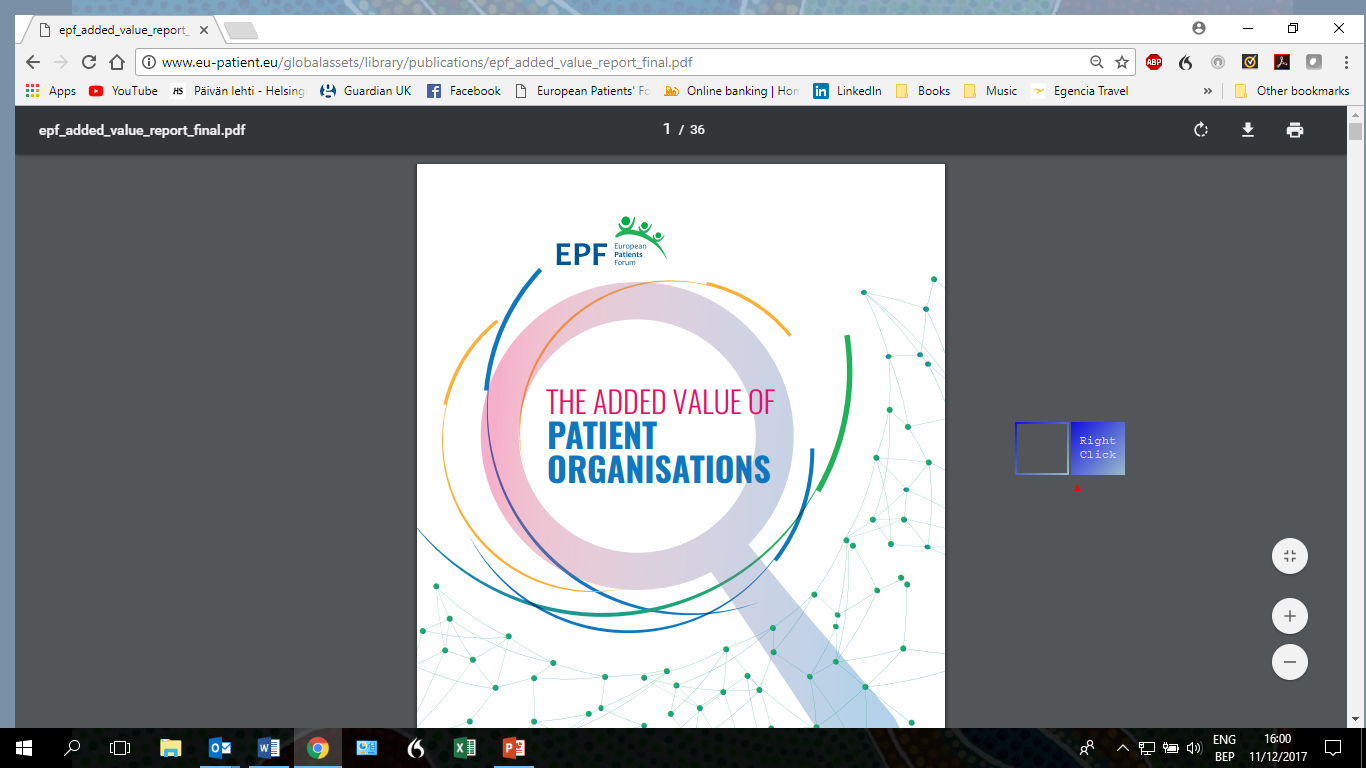 epf_added_value_report_
www.eu-patient.eu/globalassets/library/publications/epf_added_value_report_final.pdf
ABP
Apps YouTube HS Päivän lehti - Helsing Guardian UK Facebook European Patients' Fo Online banking | Hom LinkedIn Books Music Egencia Travel » Other bookmarks
epf_added_value_report_final.pdf 1 / 36
EPF European
Patients
Forum
THE ADDED VALUE OF
PATIENT
ORGANISATIONS
Right
Click
ENG 16:00
BEP 11/12/2017